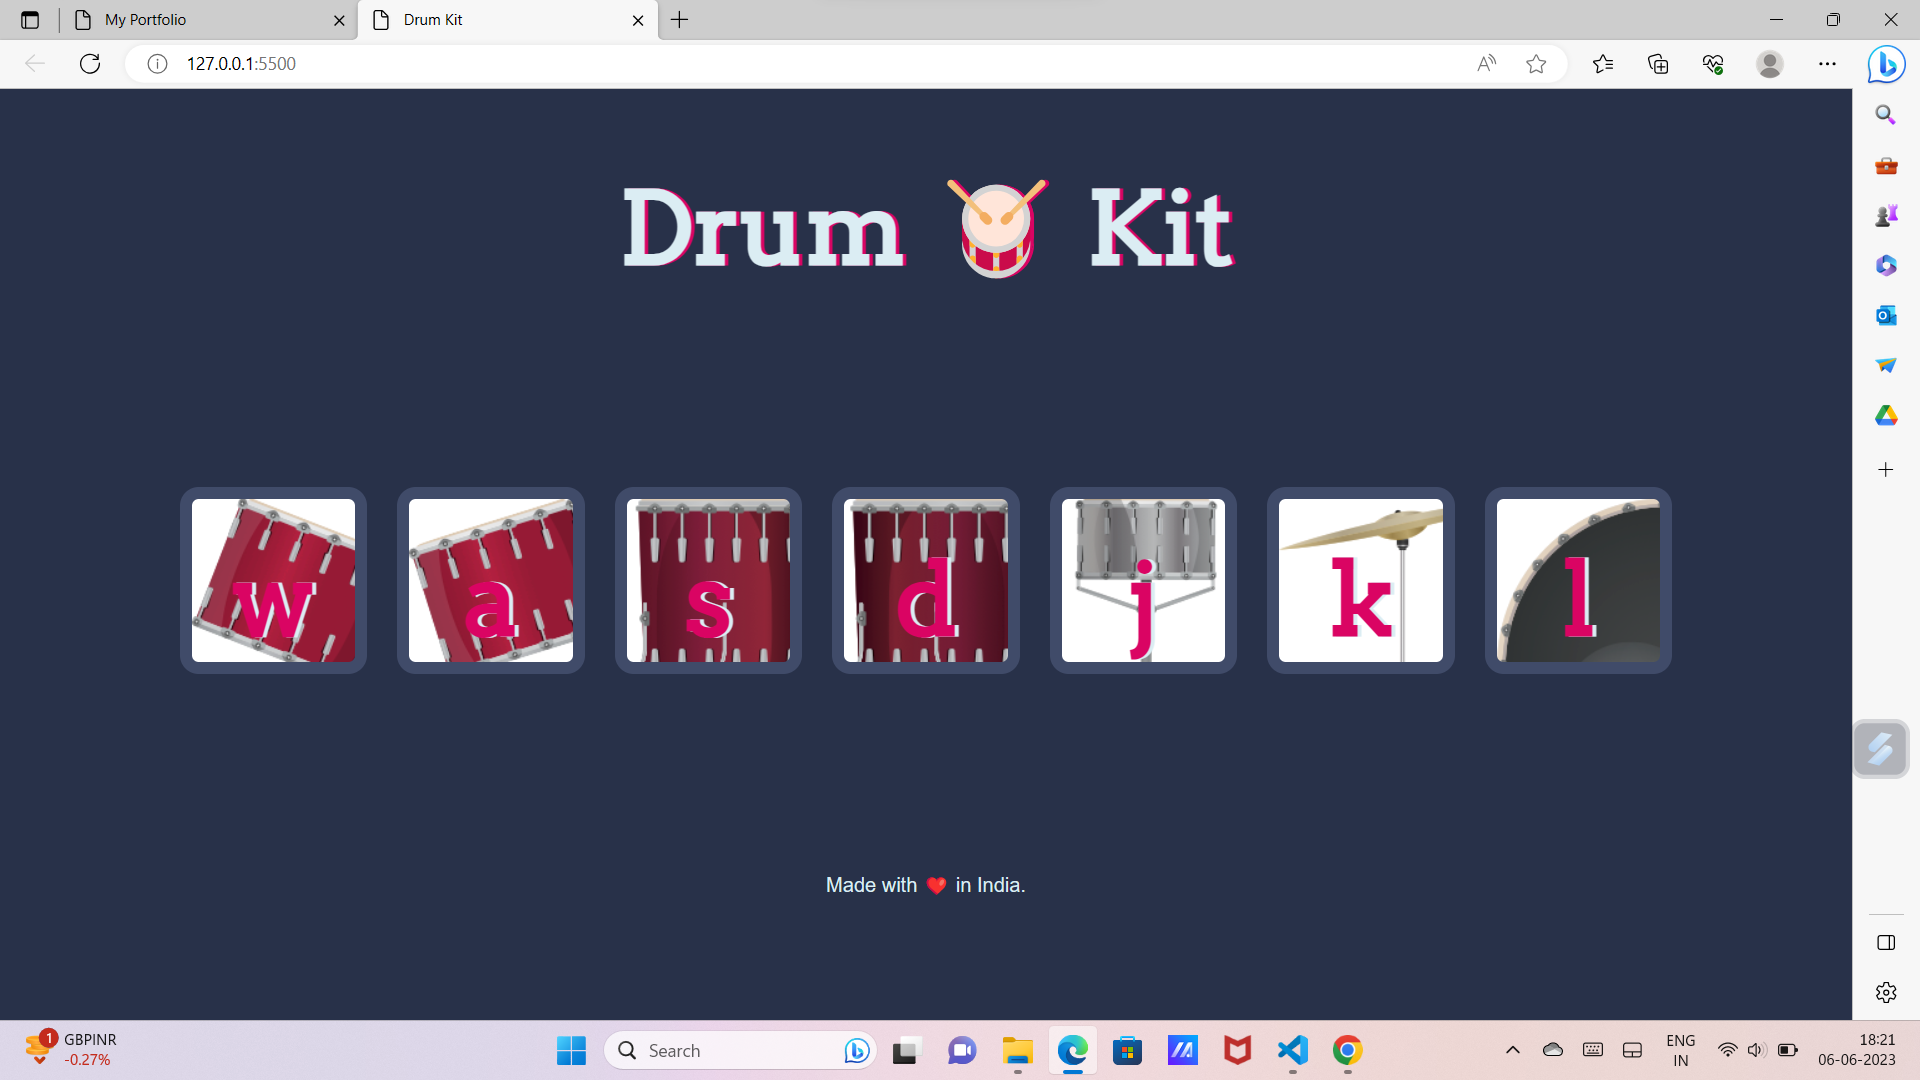 My Portfolio
Drum Kit
127.0.0.1:5500
Drum 🥁 Kit
w a s d j k l
Made with ❤️ in India.
1
GBPINR
-0.27%
Search
ENG
IN
18:21
06-06-2023